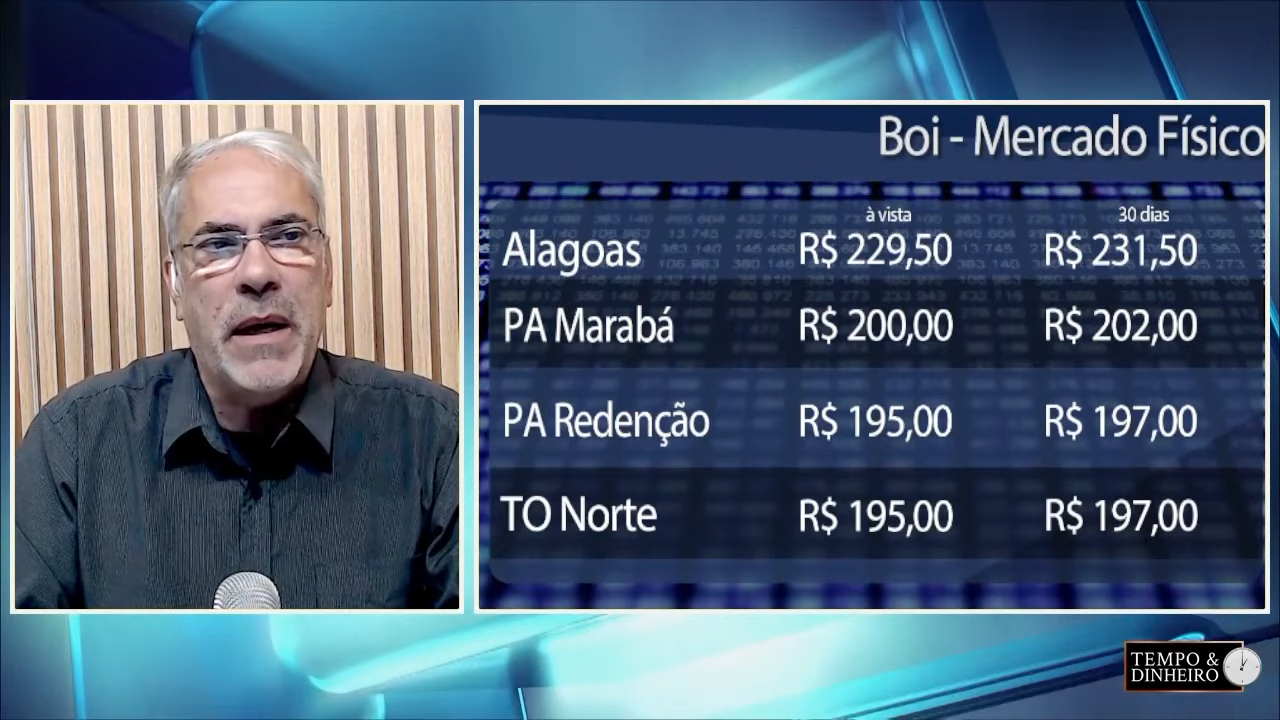 Boi - Mercado Físico
à vista 30 dias
Alagoas R$ 229,50 R$ 231,50
PA Marabá R$ 200,00 R$ 202,00
PA Redenção R$ 195,00 R$ 197,00
TO Norte R$ 195,00 R$ 197,00
TEMPO &
DINHEIRO